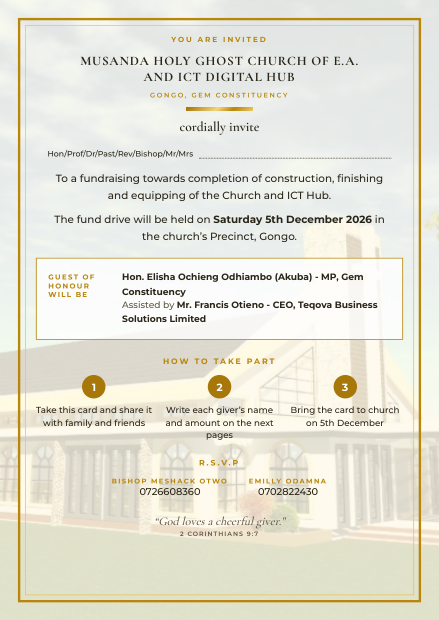 YOU ARE INVITED
MUSANDA HOLY GHOST CHURCH OF E.A.
AND ICT DIGITAL HUB
GONGO, GEM CONSTITUENCY
cordially invite
Hon/Prof/Dr/Past/Rev/Bishop/Mr/Mrs
To a fundraising towards completion of construction, finishing
and equipping of the Church and ICT Hub.
The fund drive will be held on Saturday 5th December 2026 in
the church's Precinct, Gongo.
GUEST OF
HONOUR
WILL BE
Hon. Elisha Ochieng Odhiambo (Akuba) - MP, Gem
Constituency
Assisted by Mr. Francis Otieno - CEO, Teqova Business
Solutions Limited
HOW TO TAKE PART
1
Take this card and share it
with family and friends
2
Write each giver's name
and amount on the next
pages
3
Bring the card to church
on 5th December
R.S.V.P
BISHOP MESHACK OTWO
0726608360
EMILLY ODAMNA
0702822430
“God loves a cheerful giver.”
2 CORINTHIANS 9:7